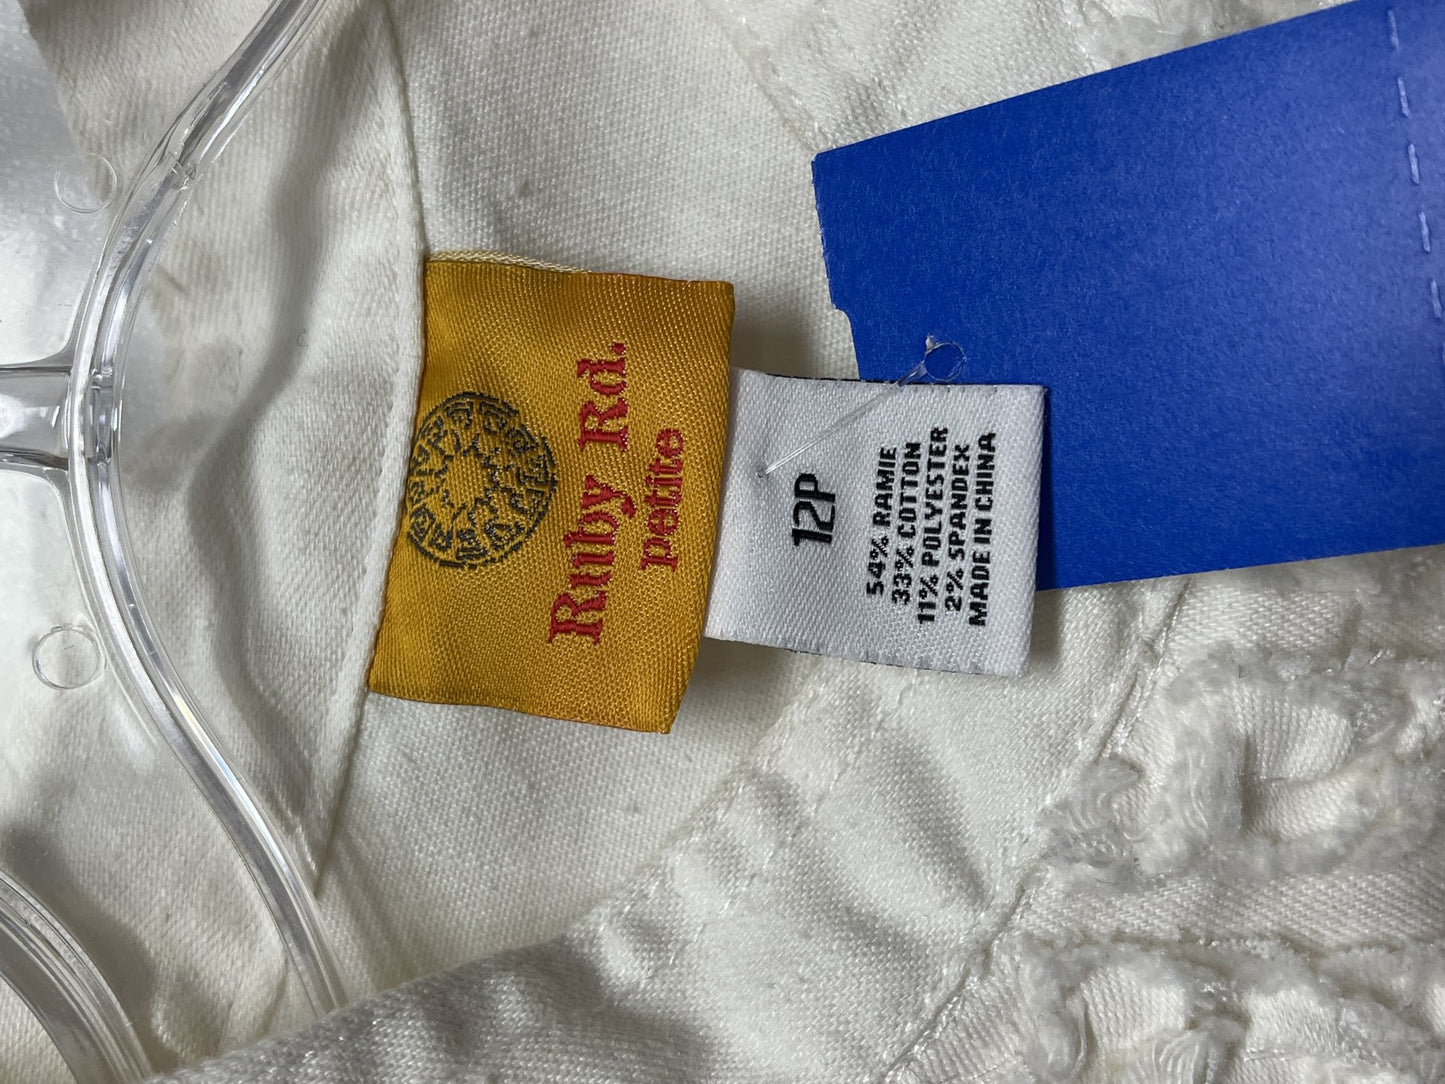 Ruby Rd.
petite
12P
54% RAMIE
33% COTTON
11% POLYESTER
2% SPANDEX
MADE IN CHINA